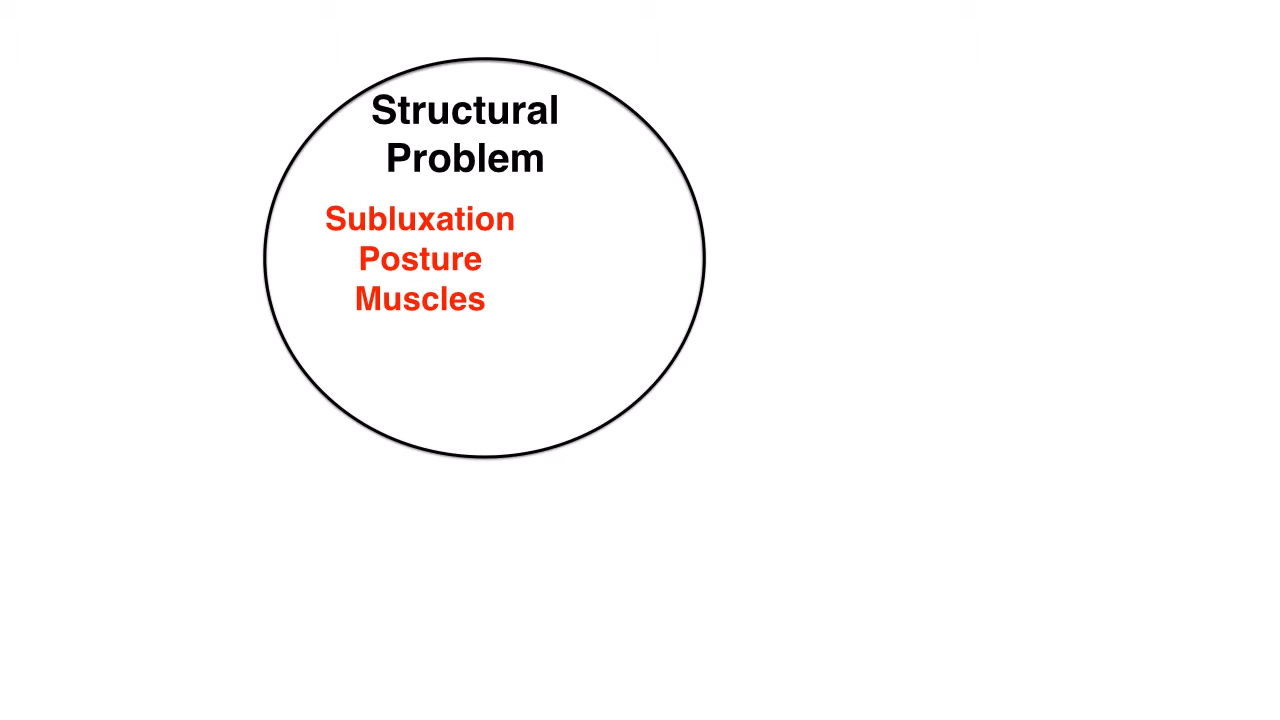 Structural
Problem
Subluxation
Posture
Muscles